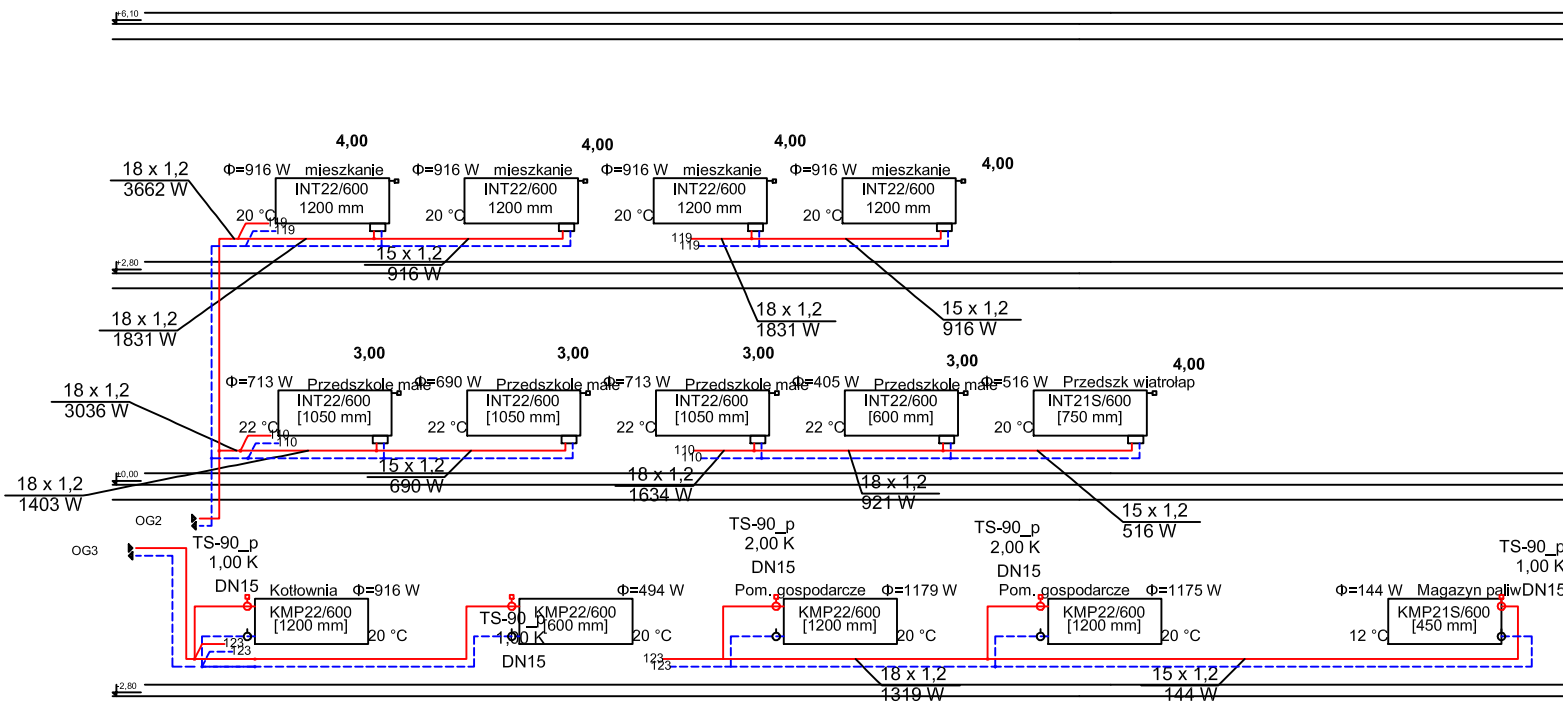 +6,10
4,00
4,00
4,00
4,00
18 x 1,2
3662 W
Φ=916 W mieszkanie
INT22/600
1200 mm
20 °C
Φ=916 W mieszkanie
INT22/600
1200 mm
20 °C
Φ=916 W mieszkanie
INT22/600
1200 mm
20 °C
Φ=916 W mieszkanie
INT22/600
1200 mm
20 °C
119
119
119
119
15 x 1,2
916 W
+2,80
18 x 1,2
1831 W
18 x 1,2
1831 W
15 x 1,2
916 W
3,00
3,00
3,00
3,00
4,00
18 x 1,2
3036 W
Φ=713 W Przedszkole małe
INT22/600
[1050 mm]
22 °C
Φ=690 W Przedszkole małe
INT22/600
[1050 mm]
22 °C
Φ=713 W Przedszkole małe
INT22/600
[1050 mm]
22 °C
Φ=405 W Przedszkole małe
INT22/600
[600 mm]
22 °C
Φ=516 W Przedszk wiatrołap
INT21S/600
[750 mm]
20 °C
110
110
110
110
15 x 1,2
690 W
18 x 1,2
1634 W
18 x 1,2
921 W
±0,00
18 x 1,2
1403 W
15 x 1,2
516 W
OG2
OG3
TS-90_p
1,00 K
DN15
Kotłownia Φ=916 W
KMP22/600
[1200 mm]
20 °C
Φ=494 W
KMP22/600
[600 mm]
20 °C
TS-90_p
1,00 K
DN15
TS-90_p
2,00 K
DN15
Pom. gospodarcze Φ=1179 W
KMP22/600
[1200 mm]
20 °C
TS-90_p
2,00 K
DN15
Pom. gospodarcze Φ=1175 W
KMP22/600
[1200 mm]
20 °C
TS-90_p
1,00 K
DN15
Φ=144 W Magazyn paliw
KMP21S/600
[450 mm]
12 °C
123
123
123
123
18 x 1,2
1319 W
15 x 1,2
144 W
-2,80